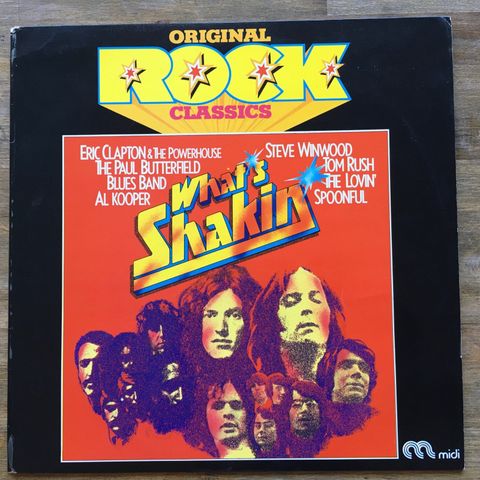 ORIGINAL
ROCK
CLASSICS
ERIC CLAPTON & THE POWERHOUSE
THE PAUL BUTTERFIELD
BLUES BAND
AL KOOPER
STEVE WINWOOD
TOM RUSH
THE LOVIN'
SPOONFUL
What's
Shakin'
midi